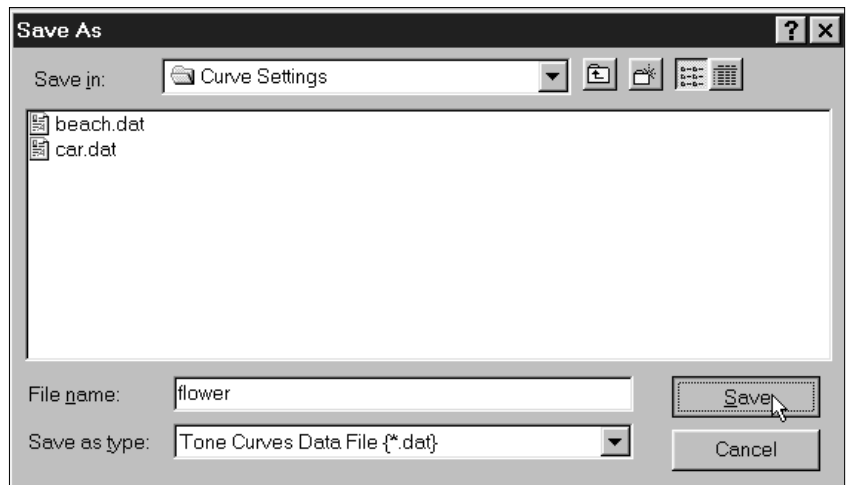 Save As
Save in: Curve Settings
beach.dat
car.dat
File name: flower Save
Save as type: Tone Curves Data File {*.dat} Cancel